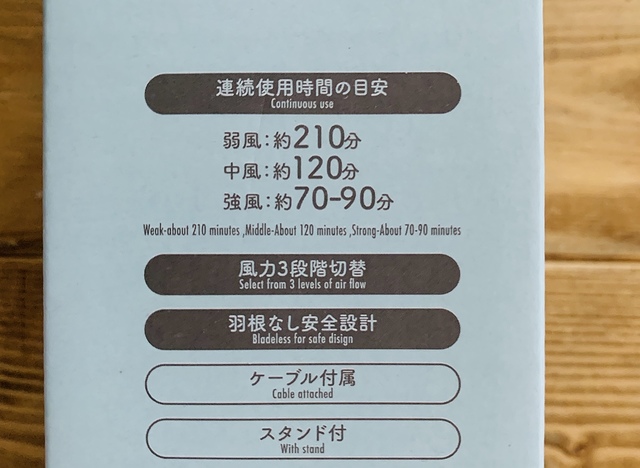 連続使用時間の目安
Continuous use
弱風:約210分
中風:約120分
強風:約70-90分
Weak-about 210 minutes ,Middle-About 120 minutes ,Strong-About 70-90 minutes
風力3段階切替
Select from 3 levels of air flow
羽根なし安全設計
Bladeless for safe disign
ケーブル付属
Cable attached
スタンド付
With stand